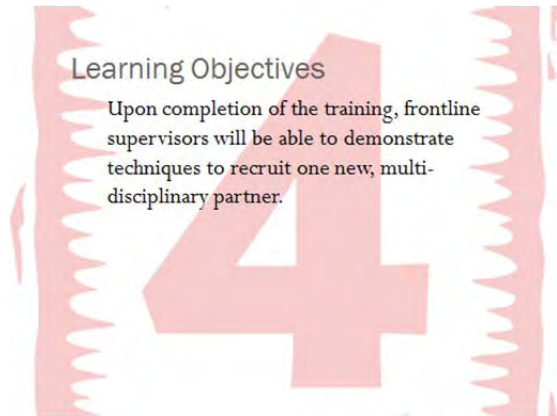 Learning Objectives
Upon completion of the training, frontline
supervisors will be able to demonstrate
techniques to recruit one new, multi-
disciplinary partner.
4